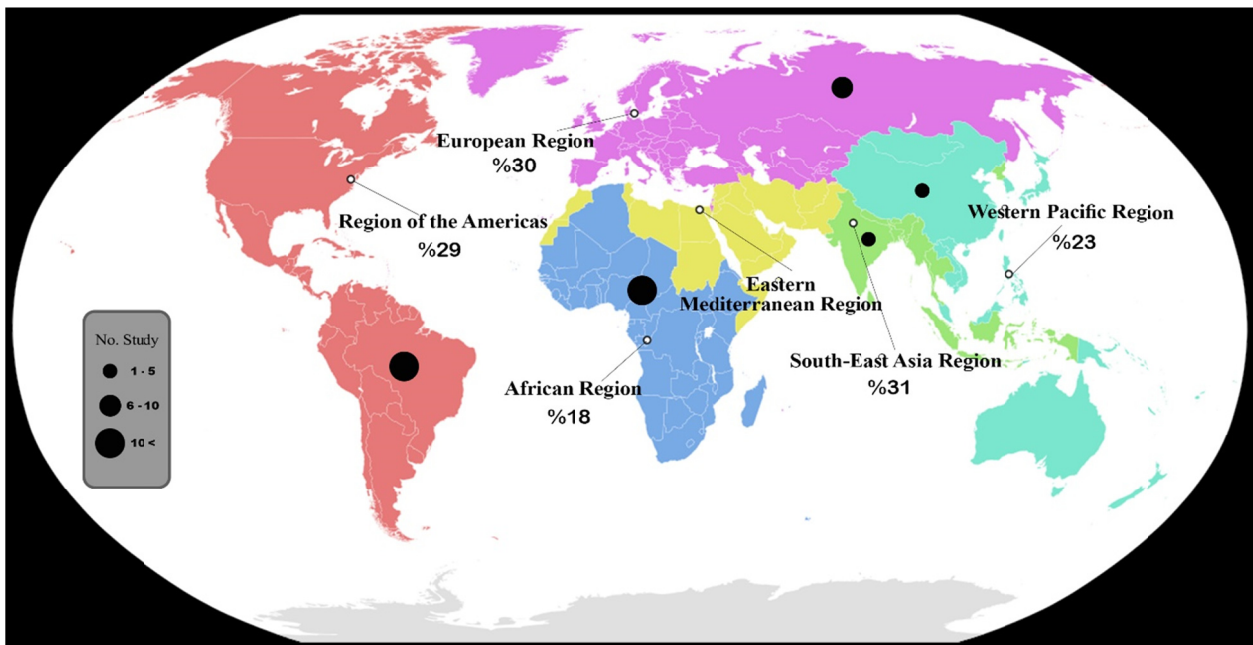 European Region
%30
Region of the Americas
%29
Western Pacific Region
%23
Eastern
Mediterranean Region
South-East Asia Region
%31
African Region
%18
No. Study
1 - 5
6 - 10
10 <